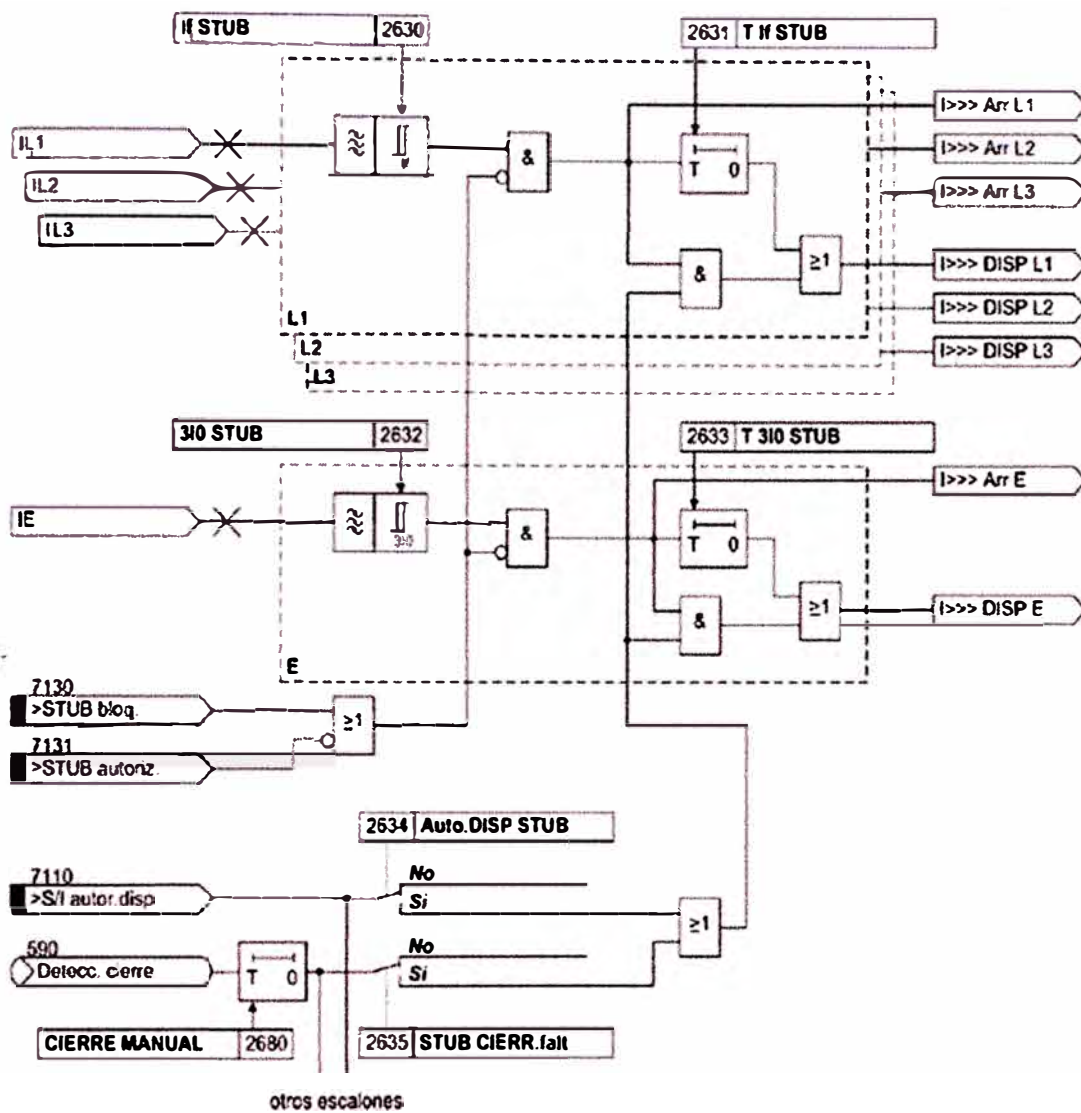 If STUB 2630
2631 T If STUB
I>>> Arr L1
IL1
&
T 0
I>>> Arr L2
IL2
I>>> Arr L3
IL3
&
≥1
I>>> DISP L1
I>>> DISP L2
L1
L2
I>>> DISP L3
L3
3I0 STUB 2632
2633 T 3I0 STUB
I>>> Arr E
IE
3I0
&
T 0
&
≥1
I>>> DISP E
E
7130
>STUB bloq.
≥1
7131
>STUB autoriz.
2634 Auto.DISP STUB
7110
No
>S/I autor.disp
Si
≥1
590
No
Detecc. cierre
T 0
Si
CIERRE MANUAL 2680
2635 STUB CIERR.falt
otros escalones